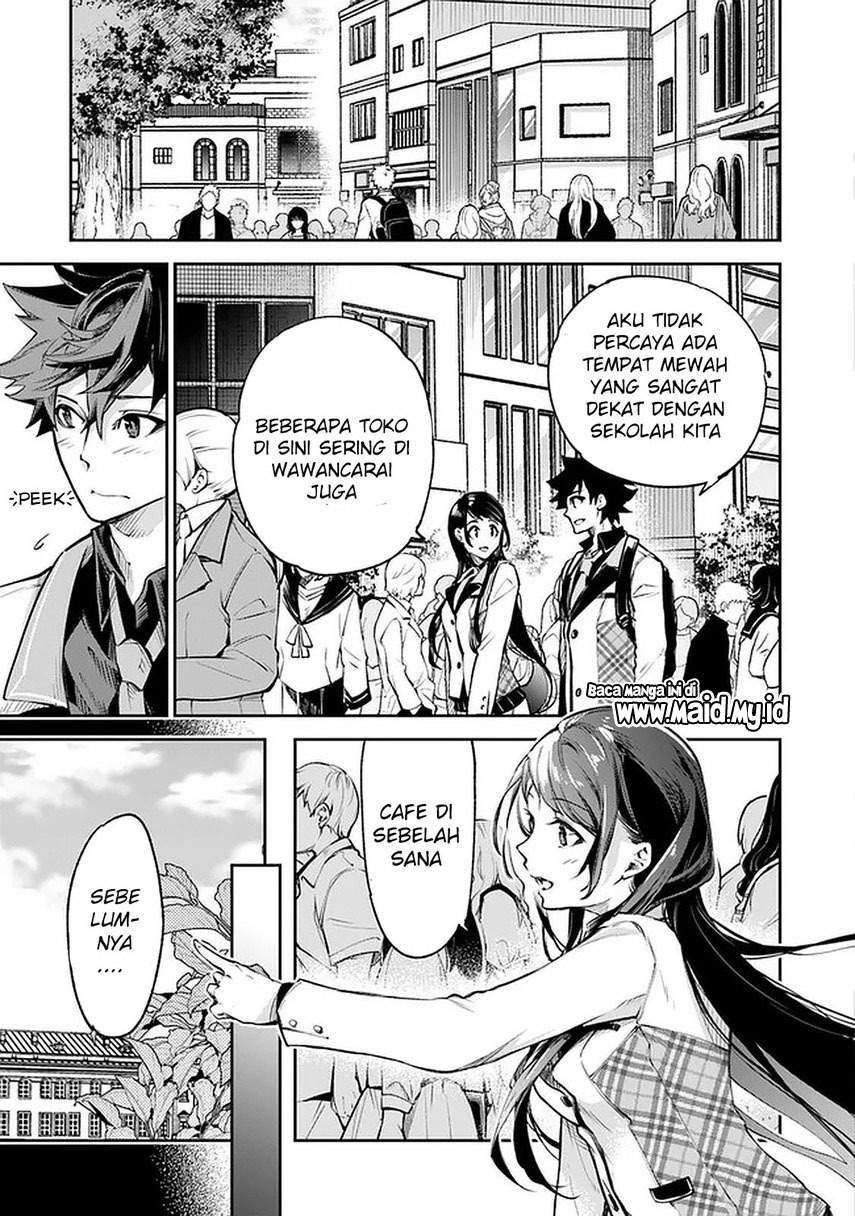 AKU TIDAK
PERCAYA ADA
TEMPAT MEWAH
YANG SANGAT
DEKAT DENGAN
SEKOLAH KITA
BEBERAPA TOKO
DI SINI SERING DI
WAWANCARAI
JUGA
PEEK
Baca Manga ini di
www.Maid.My.id
CAFE DI
SEBELAH
SANA
SEBE
LUM-
NYA
....